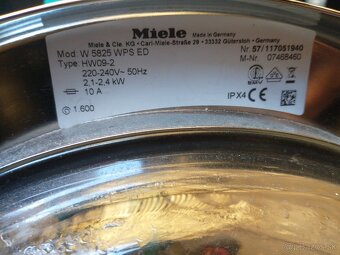 Miele
Made in Germany
Miele & Cie. KG • Carl-Miele-Straße 29 • 33332 Gütersloh • Germany
Mod. W 5825 WPS ED
Nr. 57/117051940
Type: HW09-2
M-Nr. 07468460
220-240V~ 50Hz
2,1-2,4 kW
10 A
IPX4
1.600